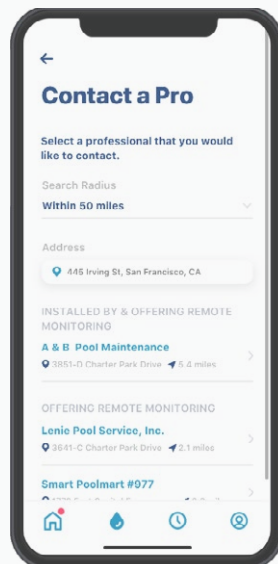 Contact a Pro
Select a professional that you would
like to contact.
Search Radius
Within 50 miles
Address
446 Irving St, San Francisco, CA
INSTALLED BY & OFFERING REMOTE
MONITORING
A & B Pool Maintenance
3851-D Charter Park Drive 5.4 miles
OFFERING REMOTE MONITORING
Lenie Pool Service, Inc.
3641-C Charter Park Drive 2.1 miles
Smart Poolmart #977